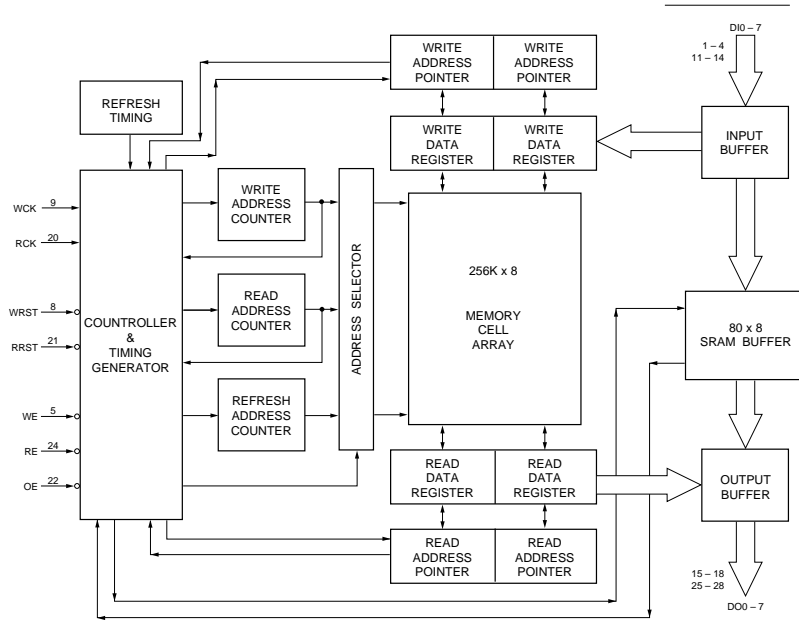 DI0 – 7
1 – 4
11 – 14
WRITE ADDRESS POINTER
WRITE ADDRESS POINTER
REFRESH TIMING
WRITE DATA REGISTER
WRITE DATA REGISTER
INPUT BUFFER
WCK 9
RCK 20
WRST 8
RRST 21
WE 5
RE 24
OE 22
COUNTROLLER & TIMING GENERATOR
WRITE ADDRESS COUNTER
READ ADDRESS COUNTER
REFRESH ADDRESS COUNTER
ADDRESS SELECTOR
256K x 8
MEMORY CELL ARRAY
80 x 8
SRAM BUFFER
READ DATA REGISTER
READ DATA REGISTER
OUTPUT BUFFER
READ ADDRESS POINTER
READ ADDRESS POINTER
15 – 18
25 – 28
DO0 – 7